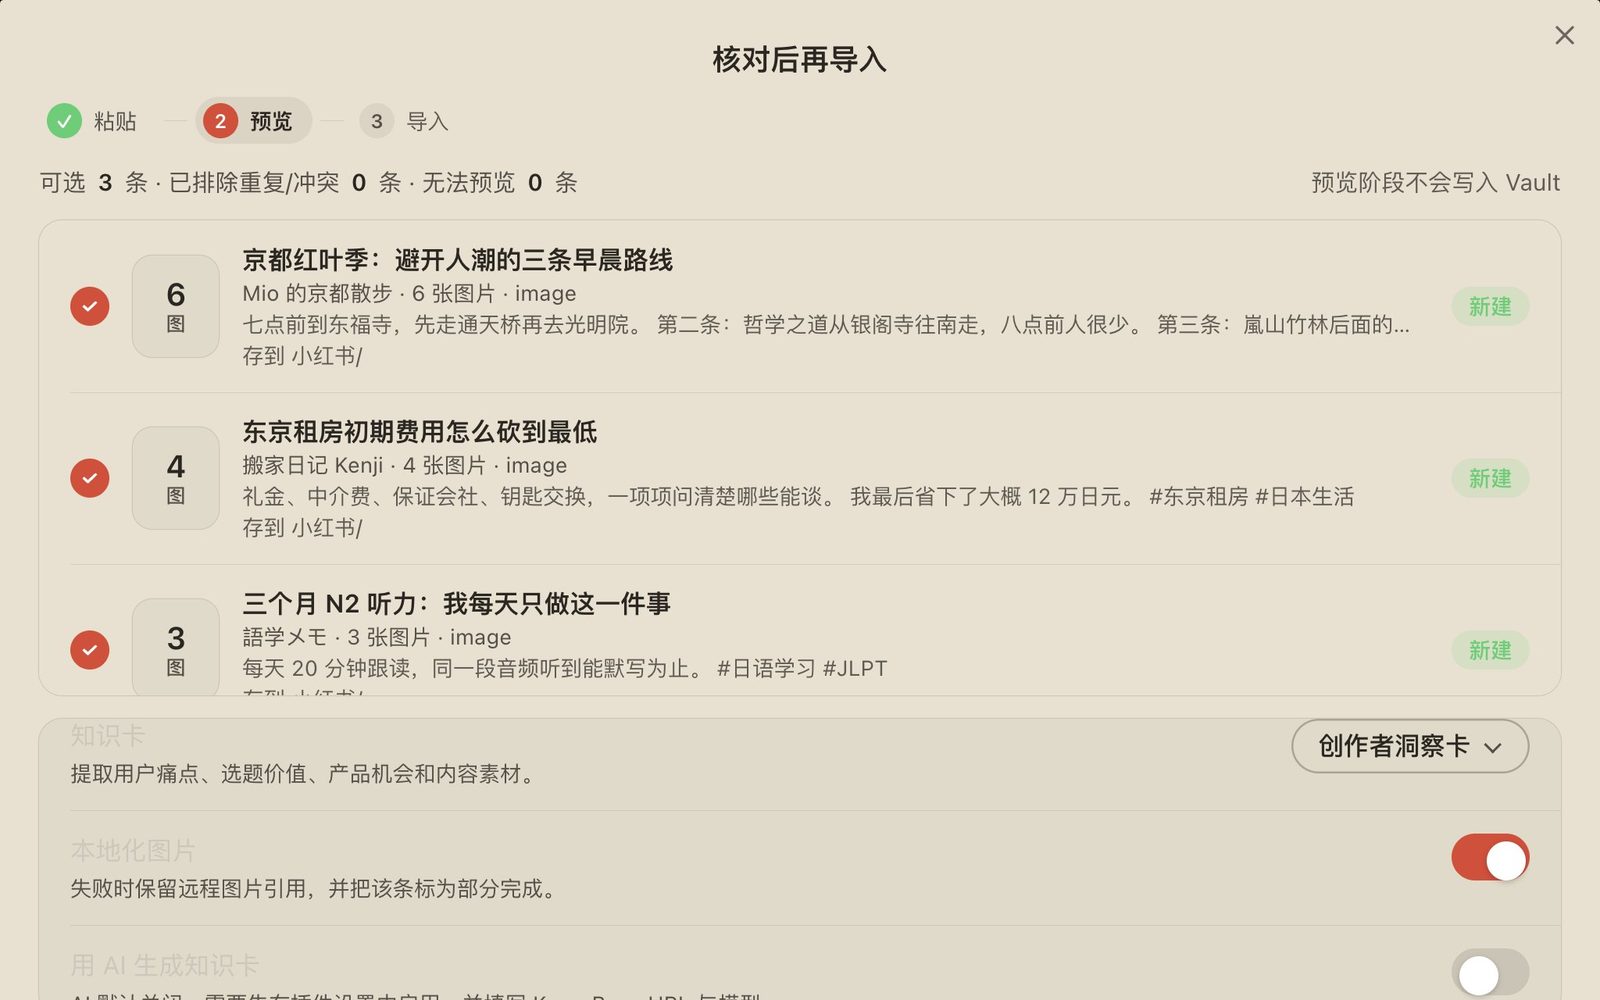 核对后再导入
粘贴
2 预览
3 导入
可选 3 条 · 已排除重复/冲突 0 条 · 无法预览 0 条
预览阶段不会写入 Vault
6
图
京都红叶季：避开人潮的三条早晨路线
Mio 的京都散步 · 6 张图片 · image
七点前到东福寺，先走通天桥再去光明院。 第二条：哲学之道从银阁寺往南走，八点前人很少。 第三条：嵐山竹林后面的...
存到 小红书/
新建
4
图
东京租房初期费用怎么砍到最低
搬家日记 Kenji · 4 张图片 · image
礼金、中介费、保证会社、钥匙交换，一项项问清楚哪些能谈。 我最后省下了大概 12 万日元。 #东京租房 #日本生活
存到 小红书/
新建
3
图
三个月 N2 听力：我每天只做这一件事
語学メモ · 3 张图片 · image
每天 20 分钟跟读，同一段音频听到能默写为止。 #日语学习 #JLPT
存到 小红书/
新建
知识卡
提取用户痛点、选题价值、产品机会和内容素材。
创作者洞察卡
本地化图片
失败时保留远程图片引用，并把该条标为部分完成。
用 AI 生成知识卡